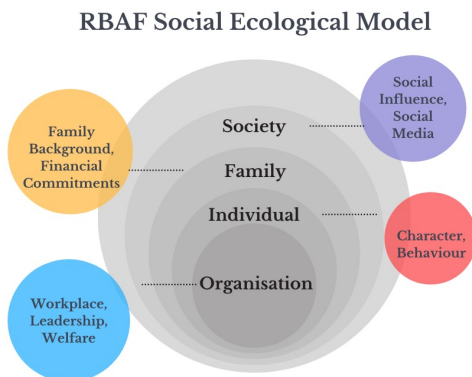 RBAF Social Ecological Model
Social
Influence,
Social
Media
Family
Background,
Financial
Commitments
Society
Family
Individual
Character,
Behaviour
Organisation
Workplace,
Leadership,
Welfare